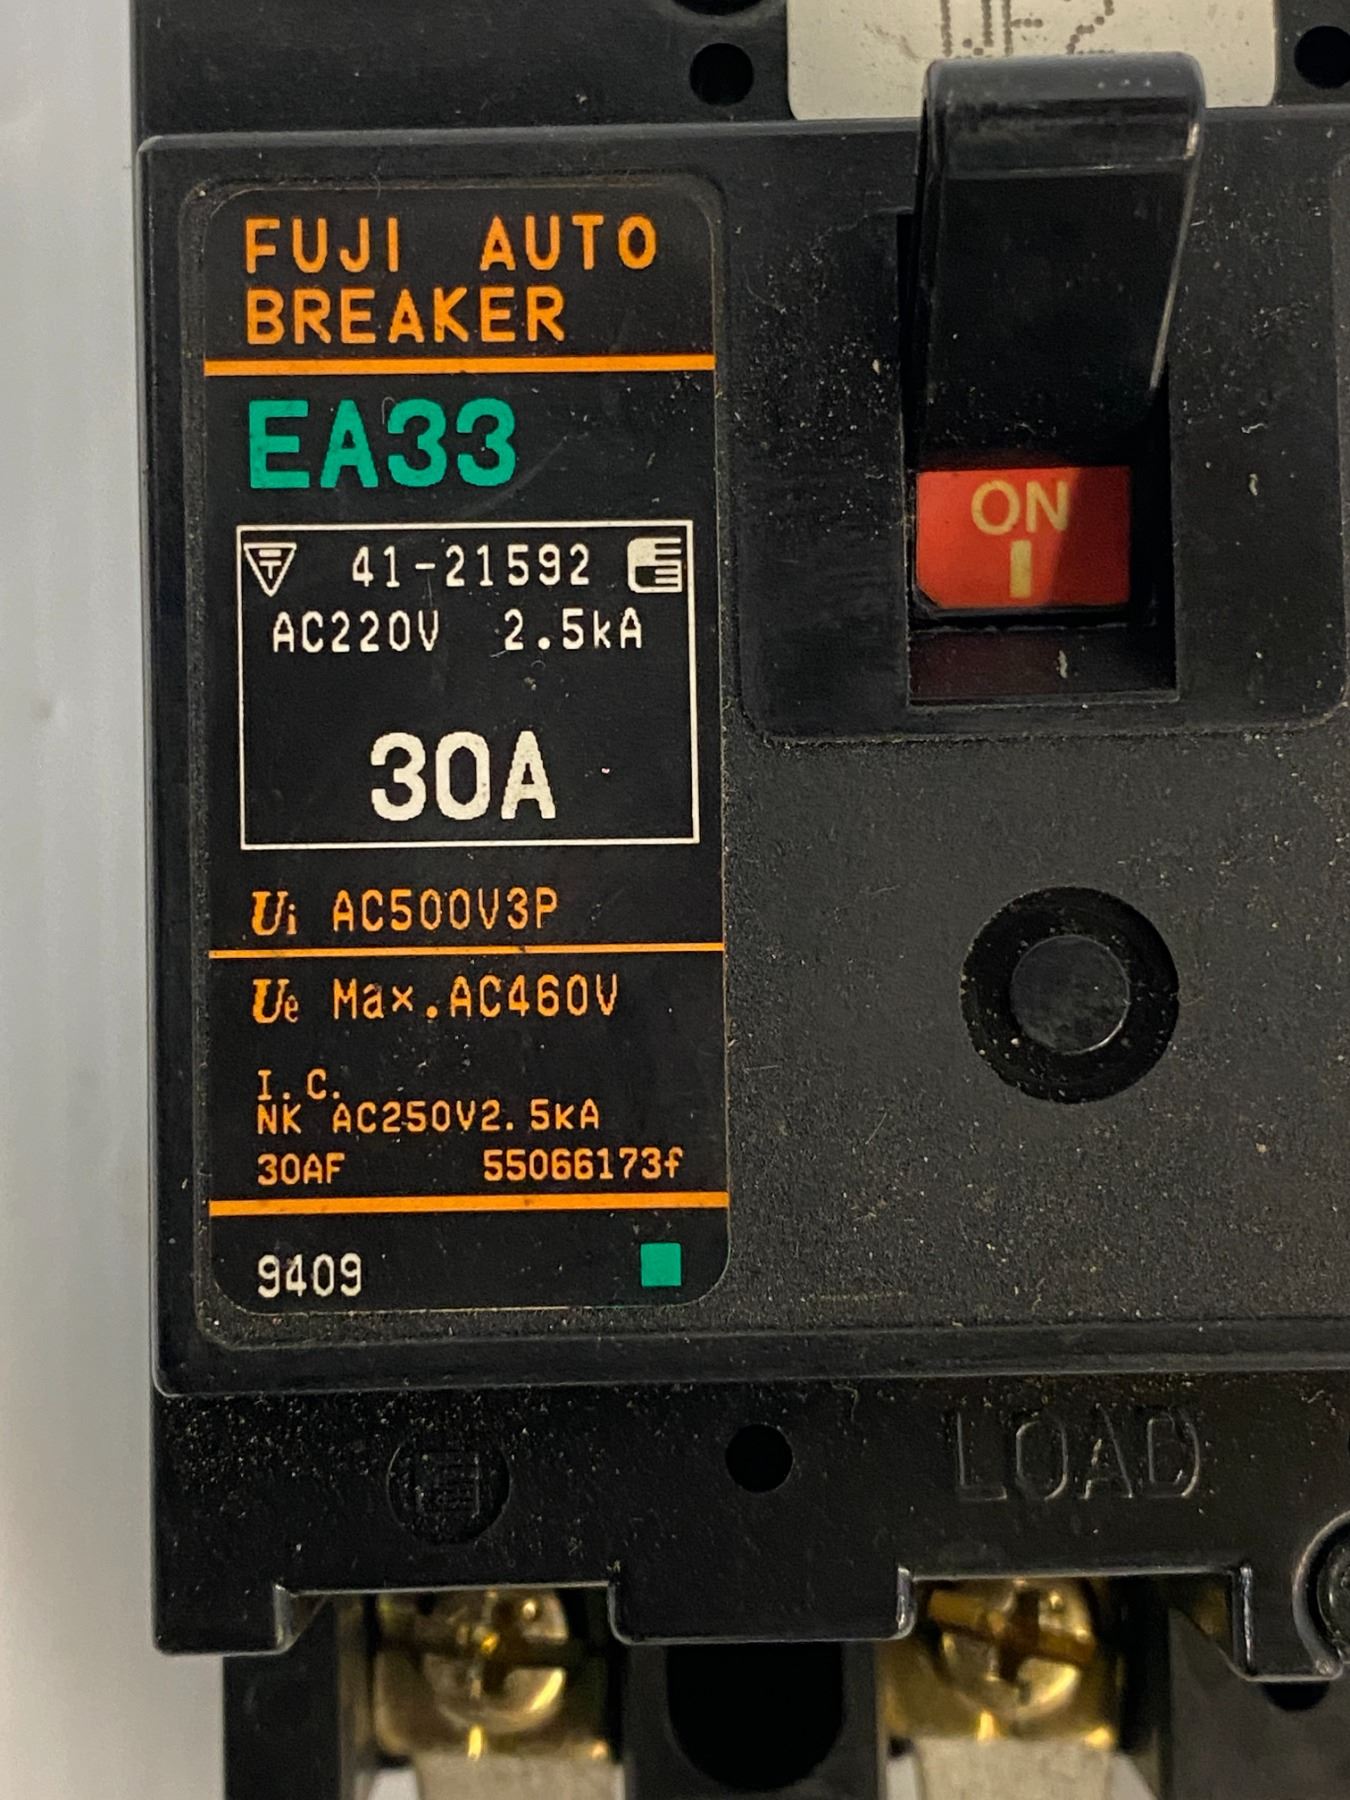 FUJI AUTO
BREAKER
EA33
41-21592
AC220V 2.5kA
30A
Ui AC500V3P
Ue Max.AC460V
I.C.
NK AC250V2.5kA
30AF 55066173f
9409
ON
LOAD